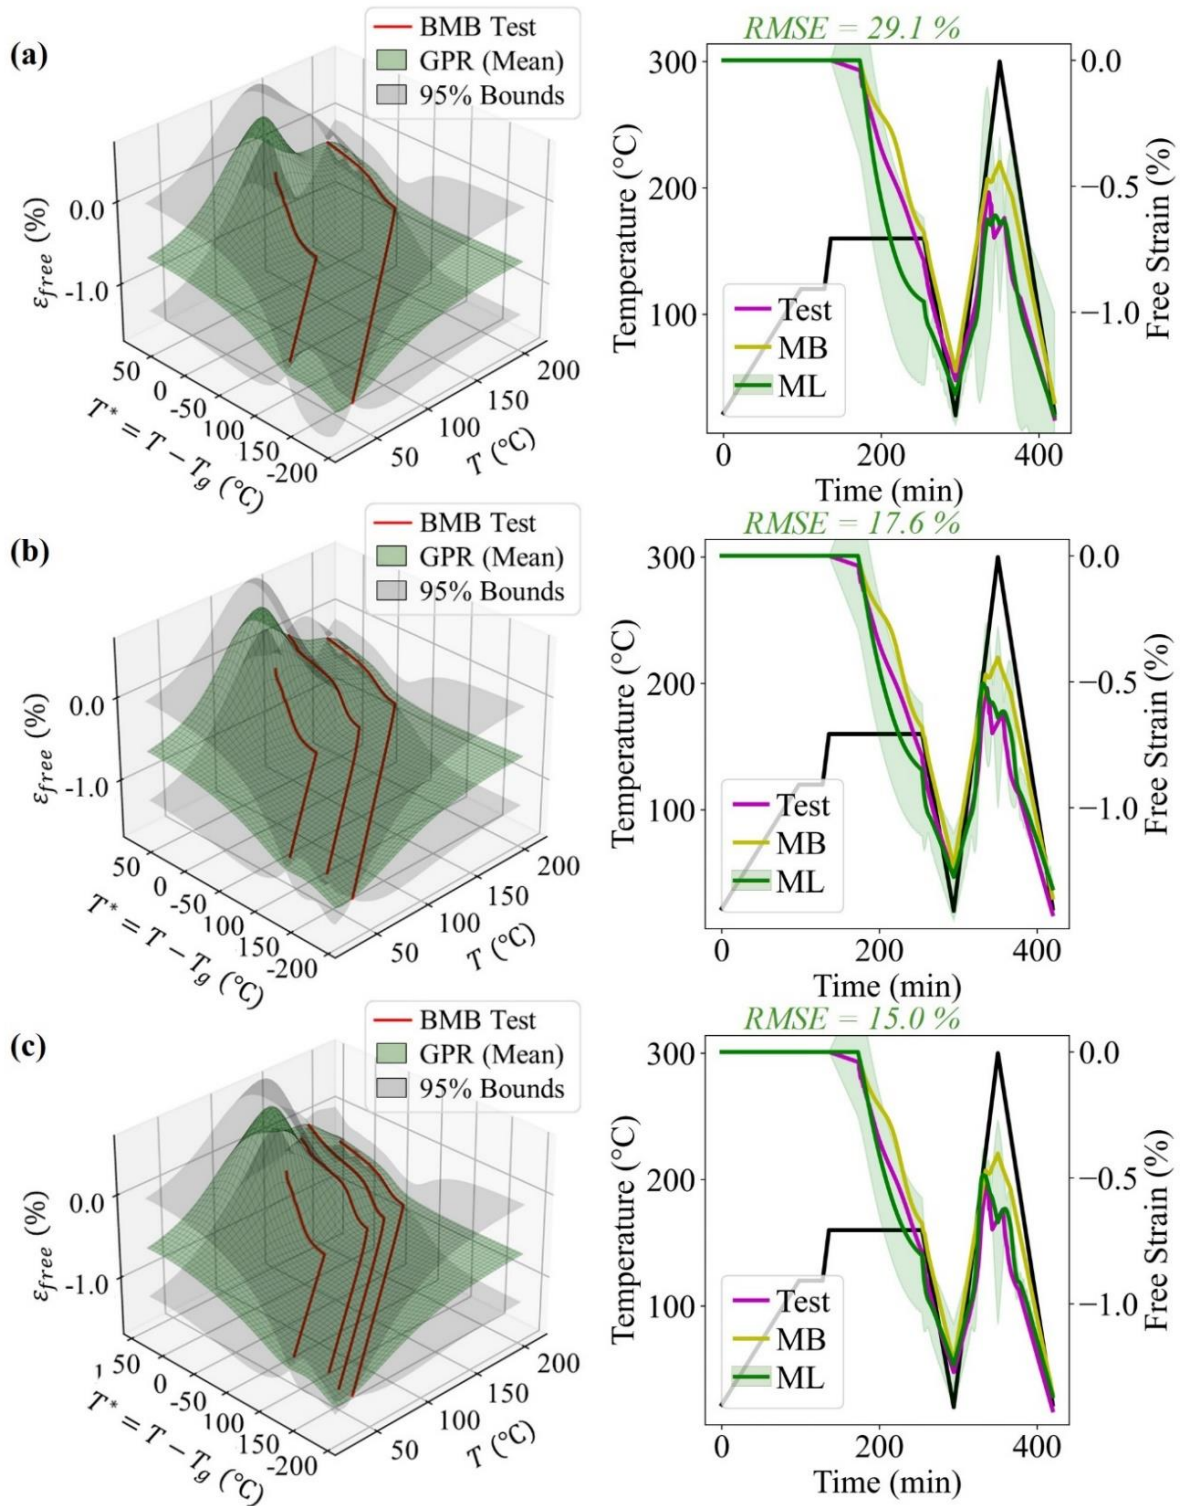 (a)
BMB Test
GPR (Mean)
95% Bounds
0.0
-1.0
ε_free (%)
50
0
-50
100
150
-200
T* = T − T_g (°C)
50
100
150
200
T (°C)
RMSE = 29.1 %
300
200
100
Temperature (°C)
0.0
−0.5
−1.0
Free Strain (%)
Test
MB
ML
0
200
400
Time (min)
(b)
BMB Test
GPR (Mean)
95% Bounds
0.0
-1.0
ε_free (%)
50
0
-50
100
150
-200
T* = T − T_g (°C)
50
100
150
200
T (°C)
RMSE = 17.6 %
300
200
100
Temperature (°C)
0.0
−0.5
−1.0
Free Strain (%)
Test
MB
ML
0
200
400
Time (min)
(c)
BMB Test
GPR (Mean)
95% Bounds
0.0
-1.0
ε_free (%)
50
0
-50
100
150
-200
T* = T − T_g (°C)
50
100
150
200
T (°C)
RMSE = 15.0 %
300
200
100
Temperature (°C)
0.0
−0.5
−1.0
Free Strain (%)
Test
MB
ML
0
200
400
Time (min)